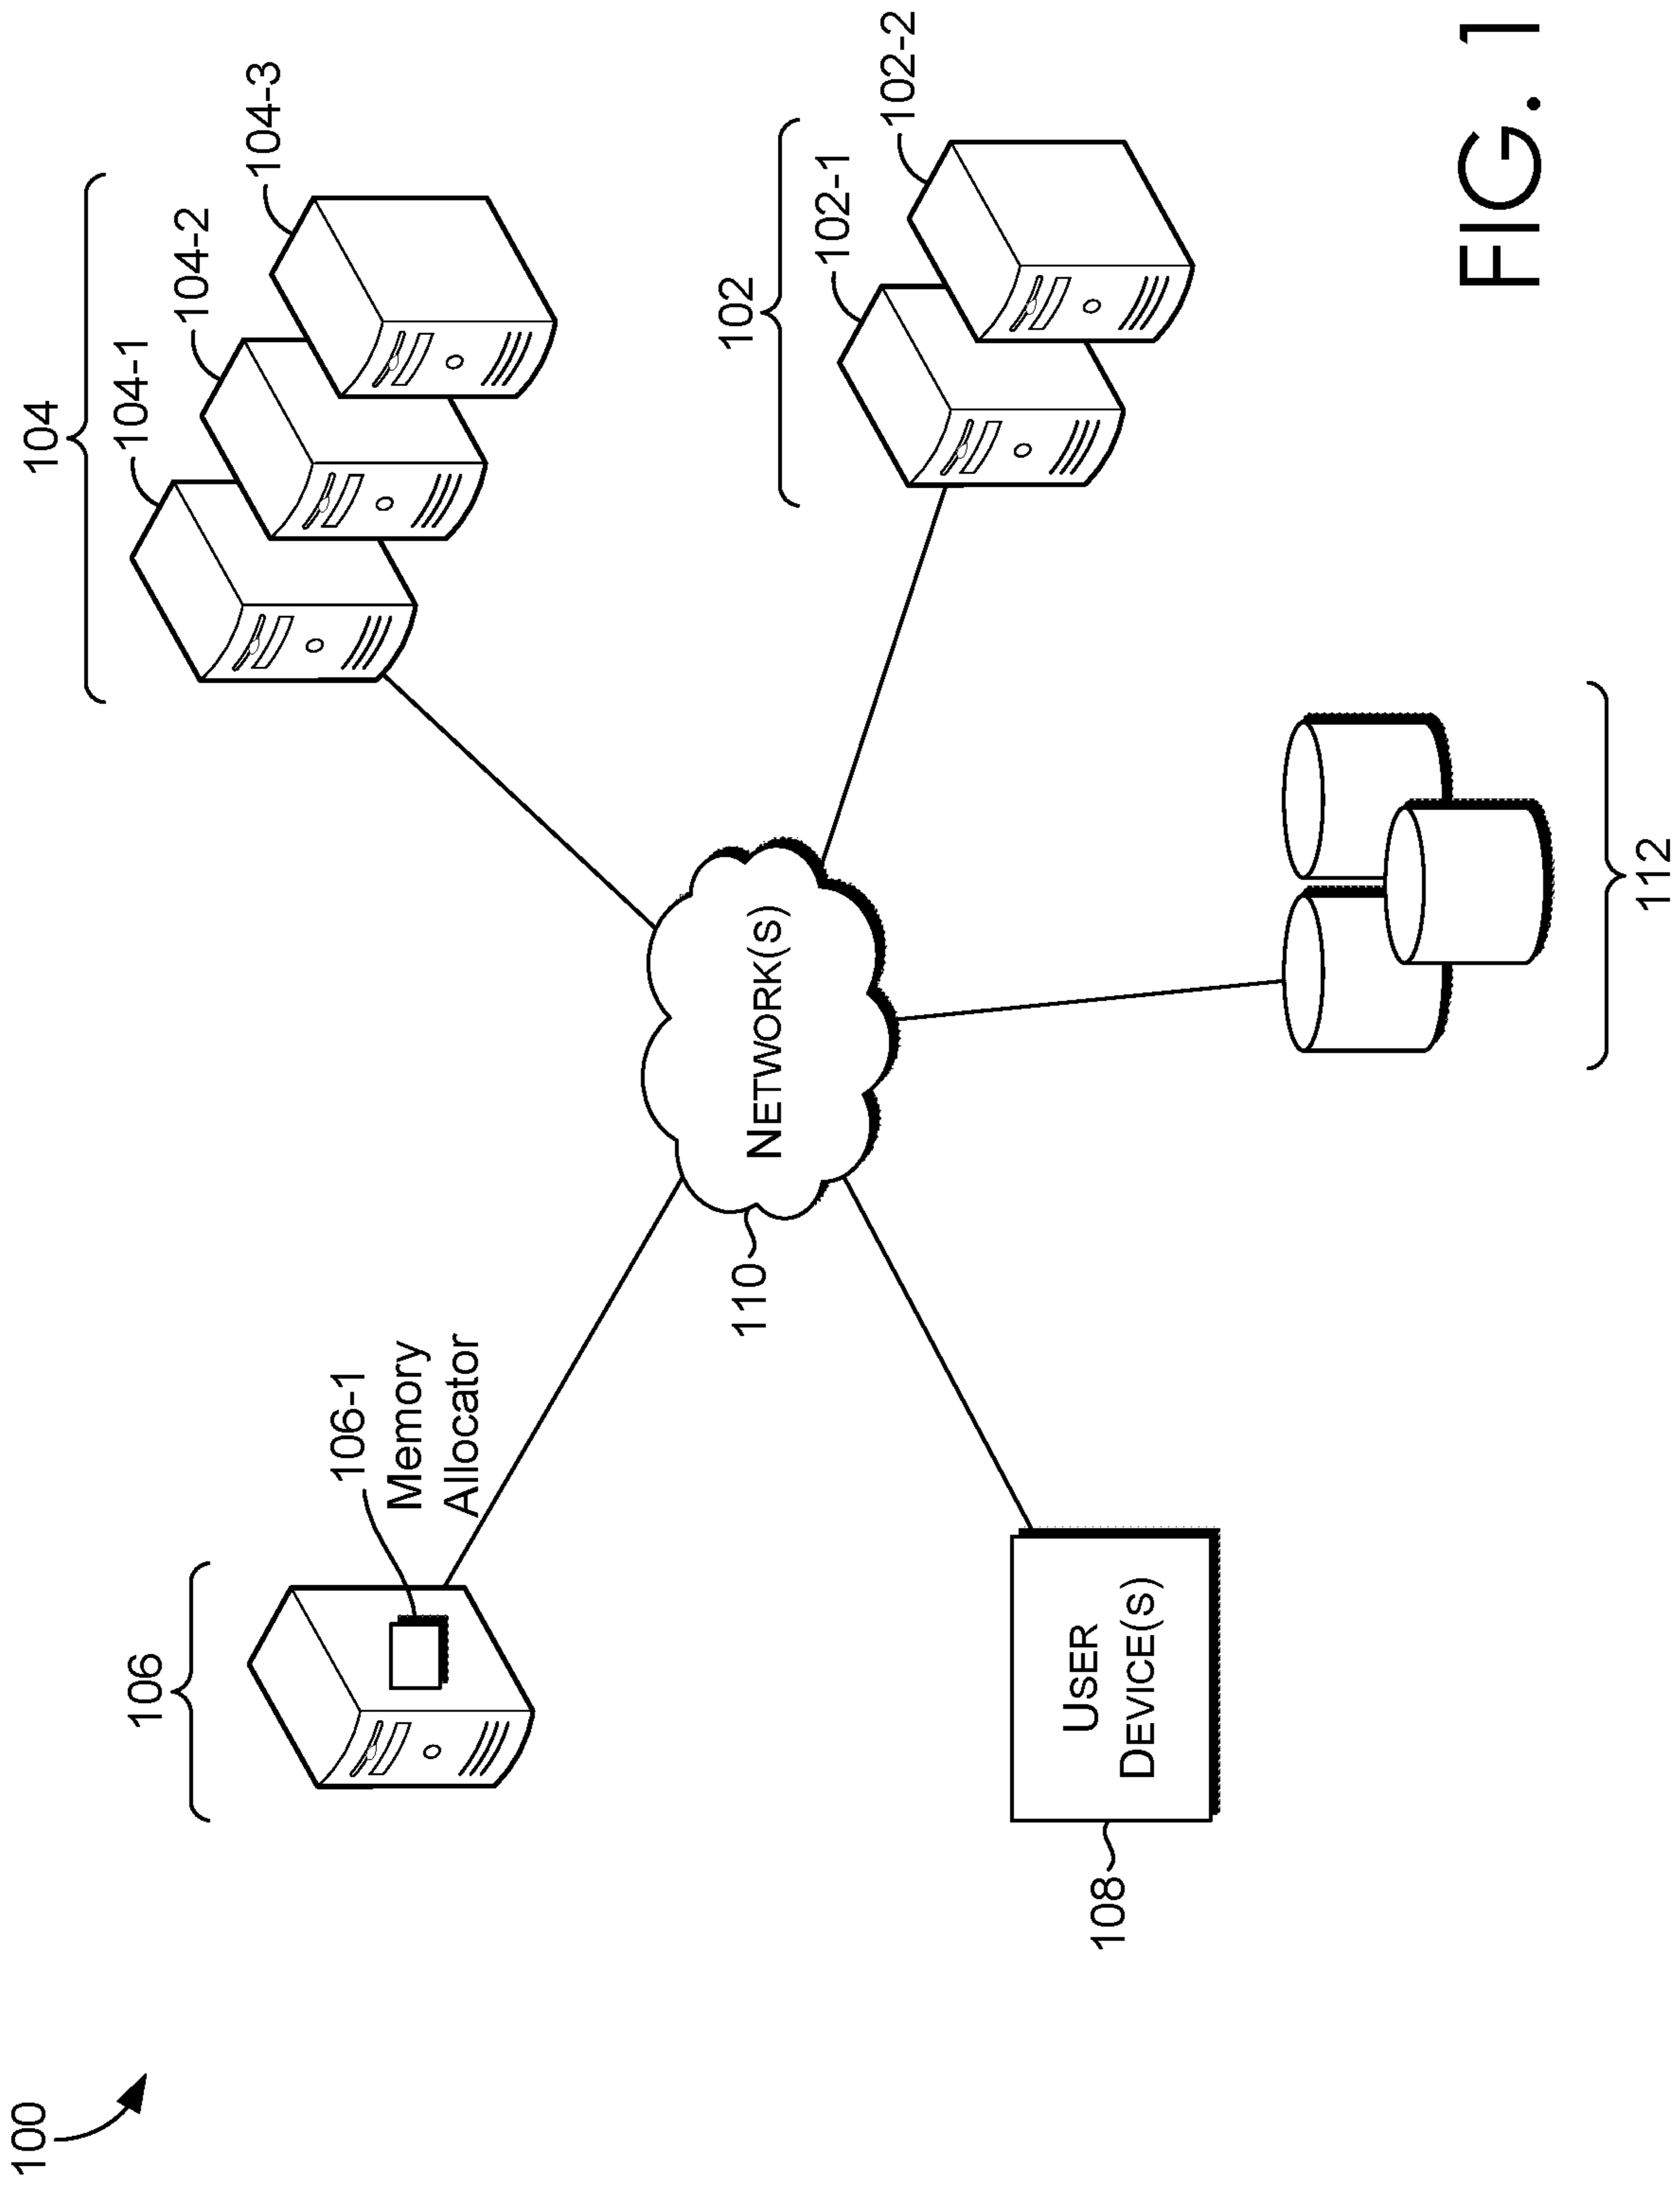 100
106
106-1
Memory
Allocator
104
104-1
104-2
104-3
110
NETWORK(S)
102
102-1
102-2
108
USER
DEVICE(S)
112
FIG. 1